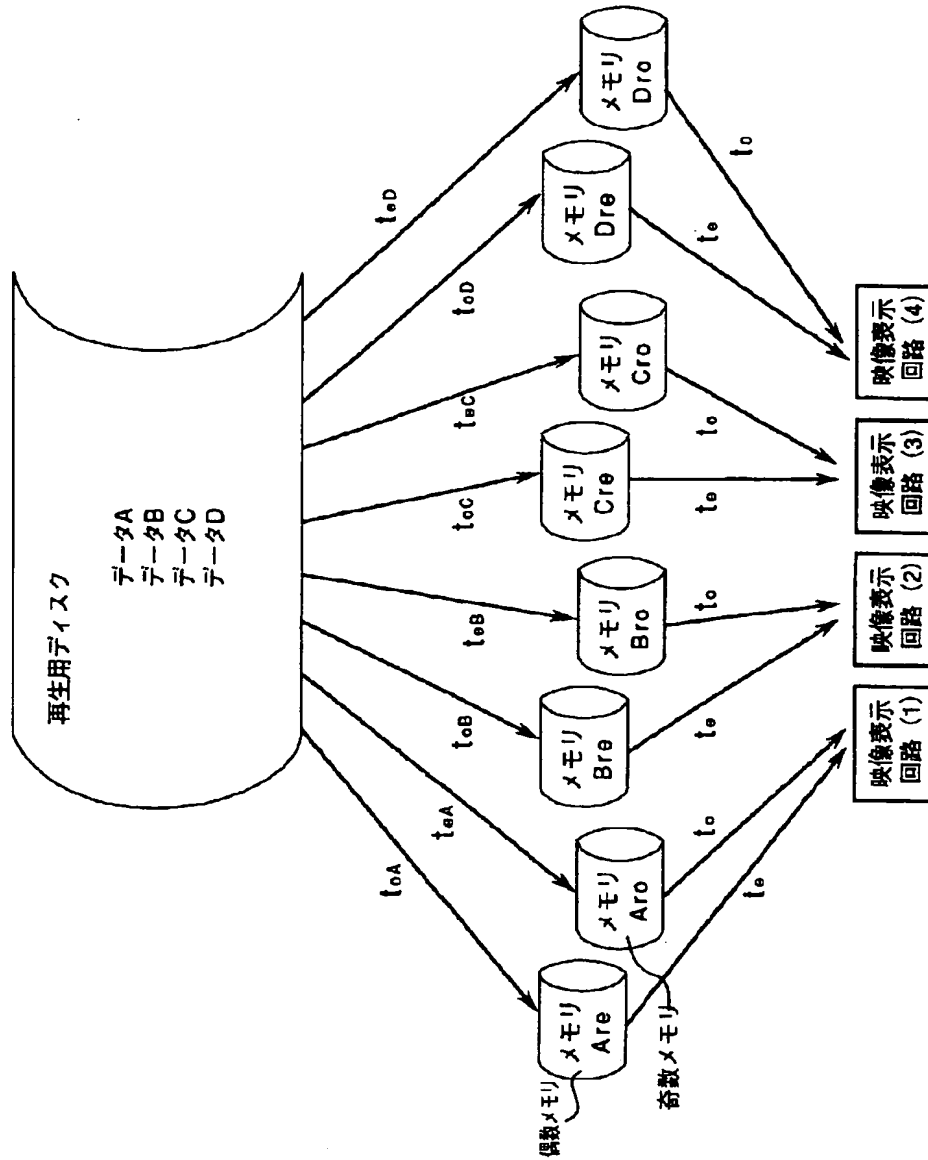 再生用ディスク
データA
データB
データC
データD
toA
teA
toB
teB
toC
teC
toD
teD
偶数メモリ
メモリ
Are
奇数メモリ
メモリ
Aro
メモリ
Bre
メモリ
Bro
メモリ
Cre
メモリ
Cro
メモリ
Dre
メモリ
Dro
te
to
te
to
te
to
te
to
映像表示
回路 (1)
映像表示
回路 (2)
映像表示
回路 (3)
映像表示
回路 (4)